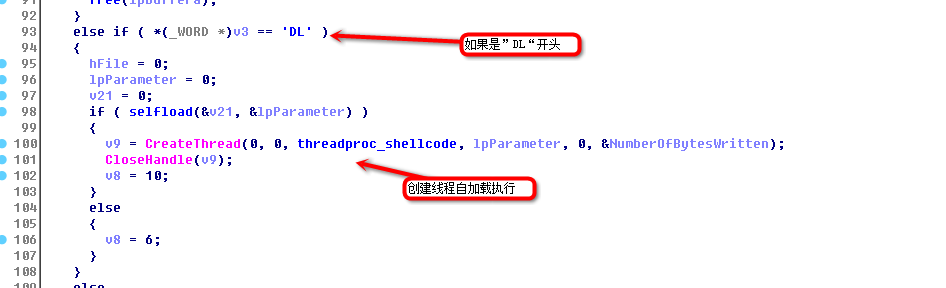 91 free(lpBuffera);
92 }
93 else if ( *(_WORD *)v3 == 'DL' )
如果是”DL“开头
94 {
95 hFile = 0;
96 lpParameter = 0;
97 v21 = 0;
98 if ( selfload(&v21, &lpParameter) )
99 {
100 v9 = CreateThread(0, 0, threadproc_shellcode, lpParameter, 0, &NumberOfBytesWritten);
101 CloseHandle(v9);
102 v8 = 10;
创建线程自加载执行
103 }
104 else
105 {
106 v8 = 6;
107 }
108 }
109 else